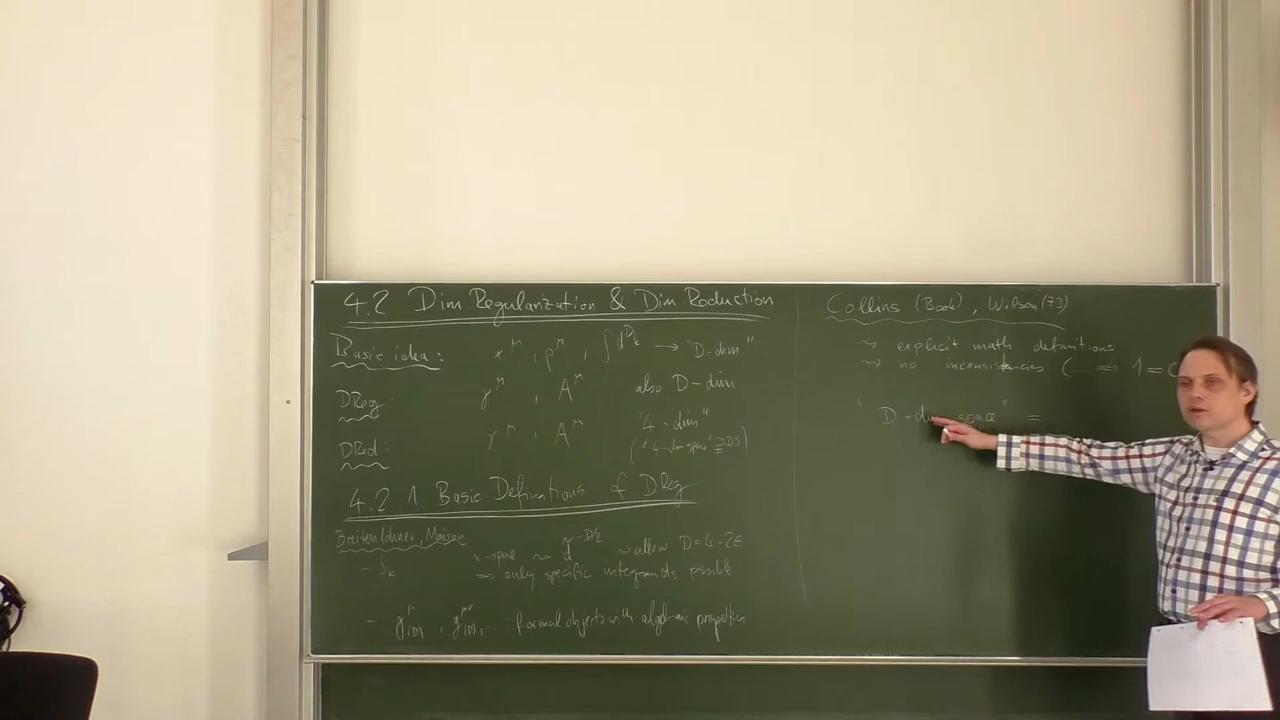 4.2 Dim. Regularization & Dim Reduction
Basic idea: x^μ, p^μ, ∫d^Dk → "D-dim."
DReg: γ^μ, A^μ also D-dim
DRed: γ^μ, A^μ "4-dim"
("4-dim space" ⊋ DS)
4.2.1 Basic Definitions of DReg
Breitenlohner, Maison
- ∫_k "-space ~> α^{-D/2} ~> allow D=4-2ε
=> only specific integrands possible
- g^μ_(D), g^{μν}_(D), ... : formal objects with algebraic properties
Collins (Book), Wilson (73)
~> explicit math definitions
~> no inconsistencies ( ⇒ 1=0
"D-dim space" =